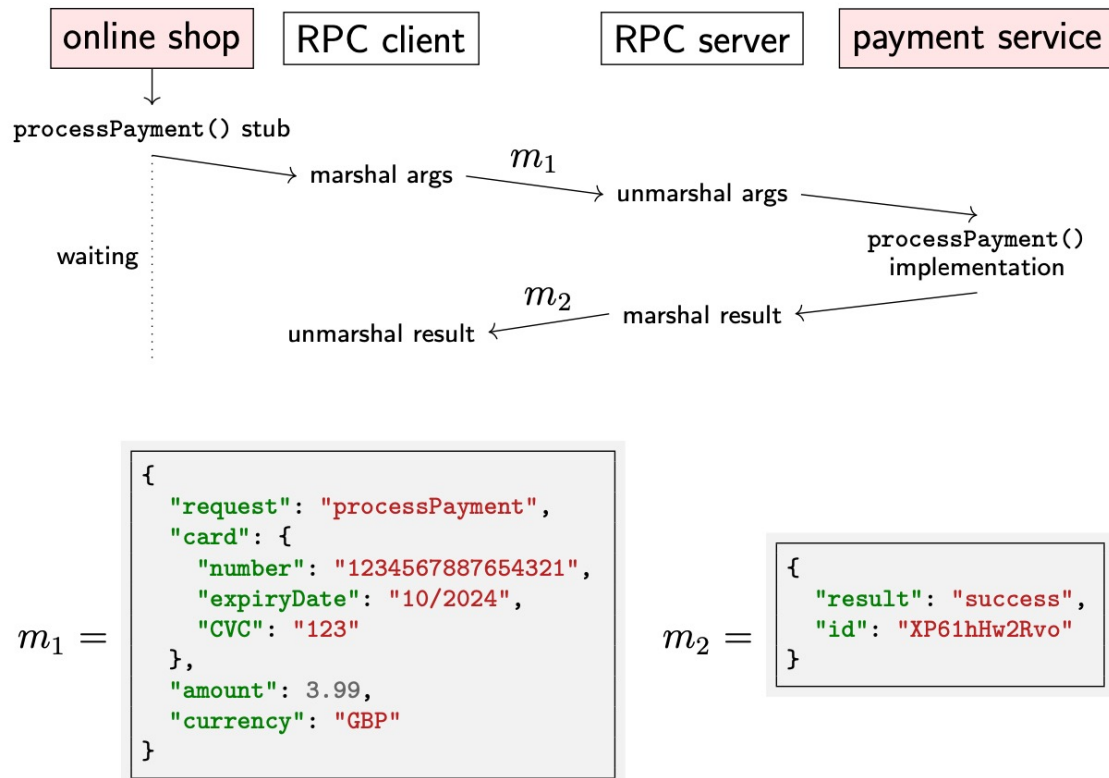 online shop
RPC client
RPC server
payment service
processPayment() stub
marshal args
m1
unmarshal args
waiting
processPayment()
implementation
m2
marshal result
unmarshal result
m1 =
{
  "request": "processPayment",
  "card": {
    "number": "1234567887654321",
    "expiryDate": "10/2024",
    "CVC": "123"
  },
  "amount": 3.99,
  "currency": "GBP"
}
m2 =
{
  "result": "success",
  "id": "XP61hHw2Rvo"
}